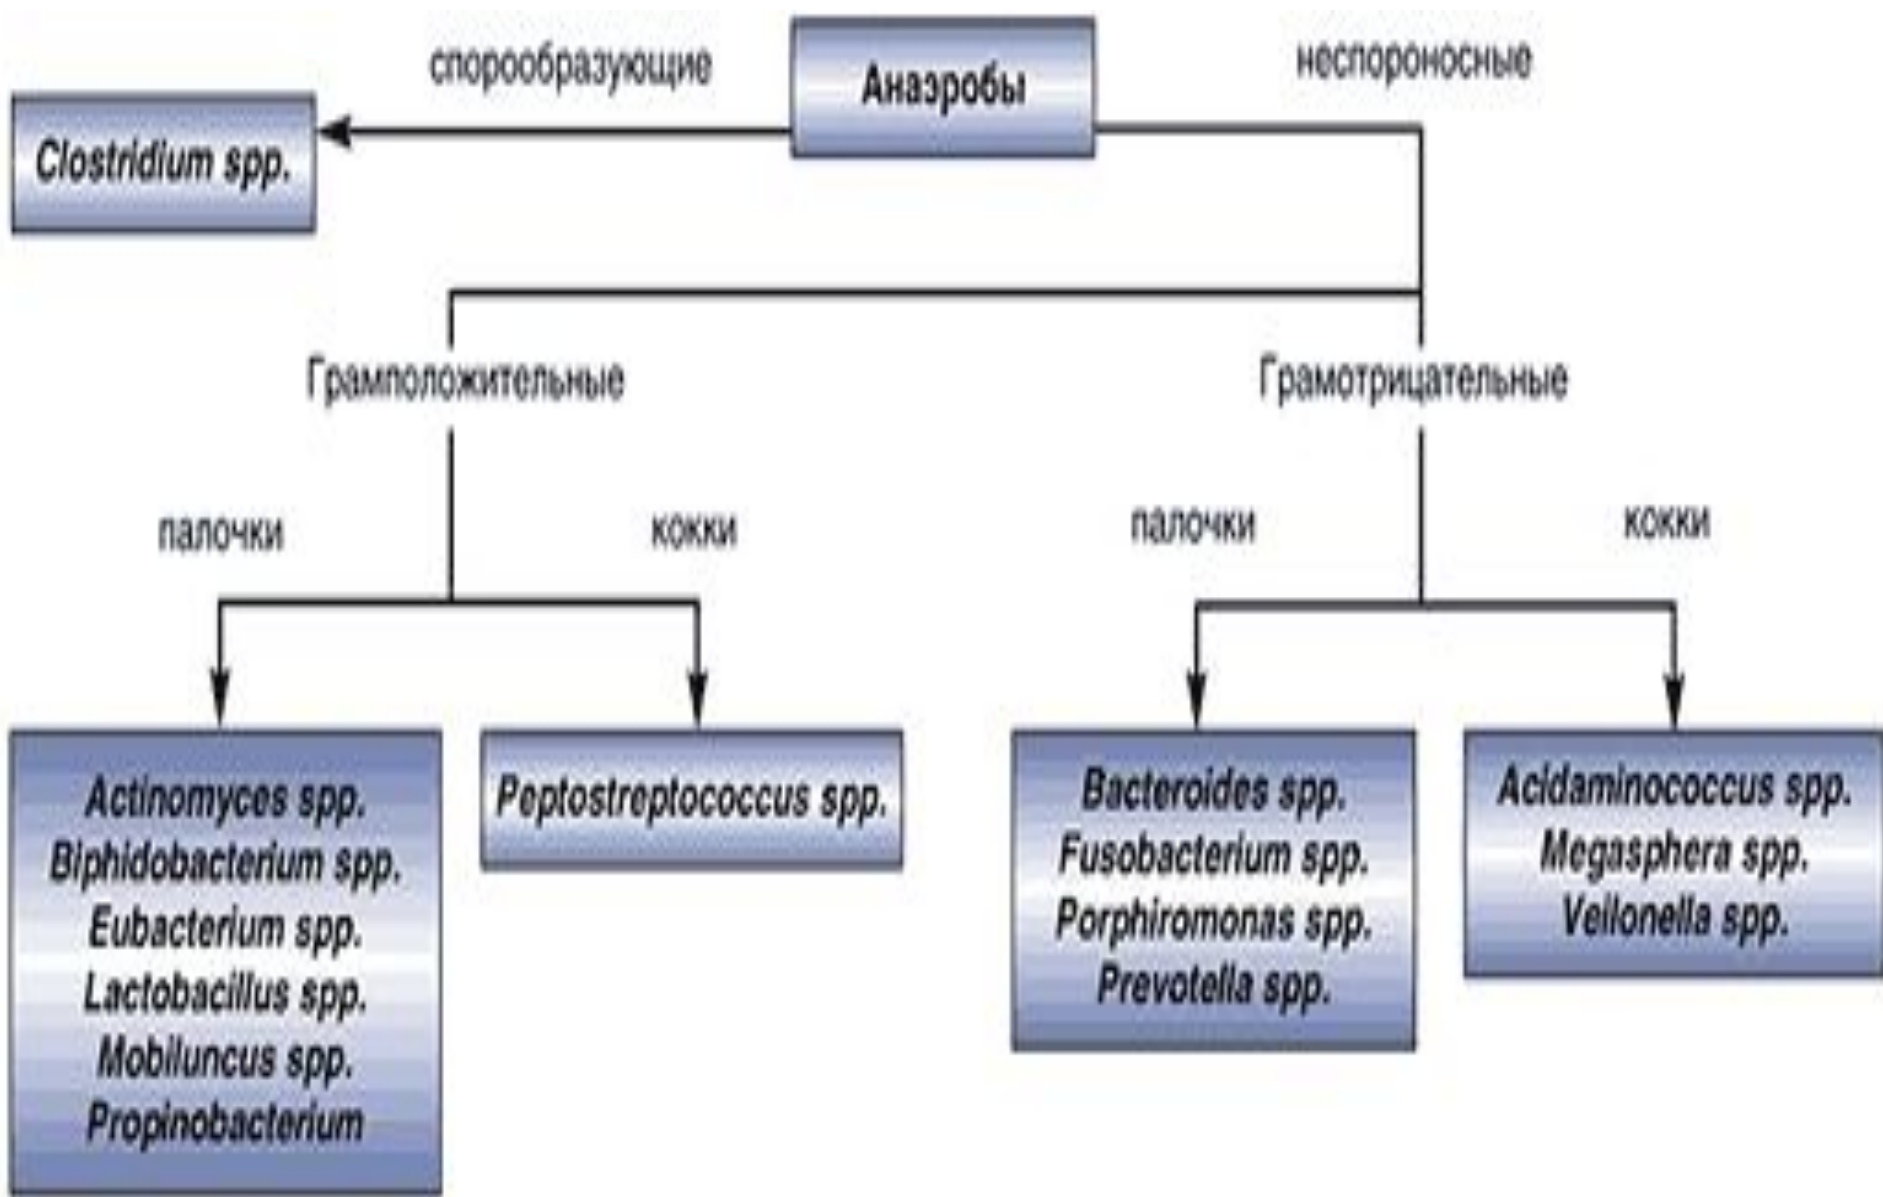 спорообразующие
Анаэробы
неспороносные
Clostridium spp.
Грамположительные
Грамотрицательные
палочки
кокки
палочки
кокки
Actinomyces spp.
Biphidobacterium spp.
Eubacterium spp.
Lactobacillus spp.
Mobiluncus spp.
Propinobacterium
Peptostreptococcus spp.
Bacteroides spp.
Fusobacterium spp.
Porphiromonas spp.
Prevotella spp.
Acidaminococcus spp.
Megasphera spp.
Veilonella spp.